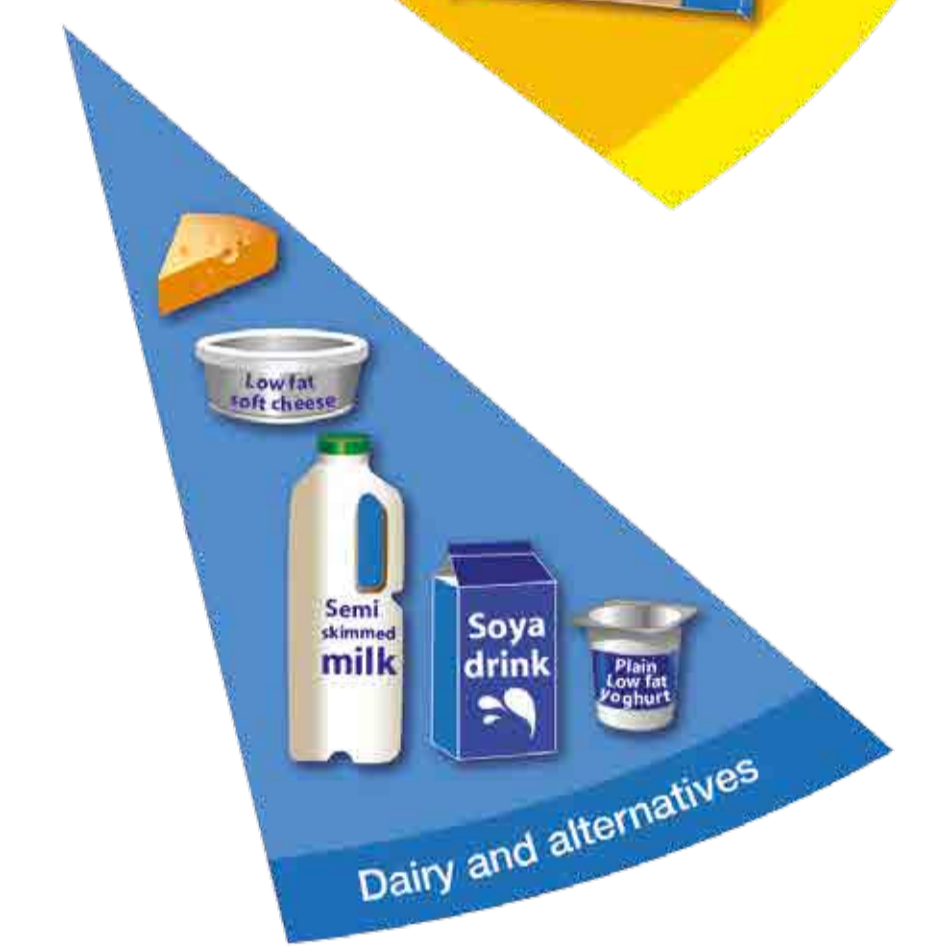 Low fat
soft cheese
Semi
skimmed
milk
Soya
drink
Plain
Low fat
yoghurt
Dairy and alternatives